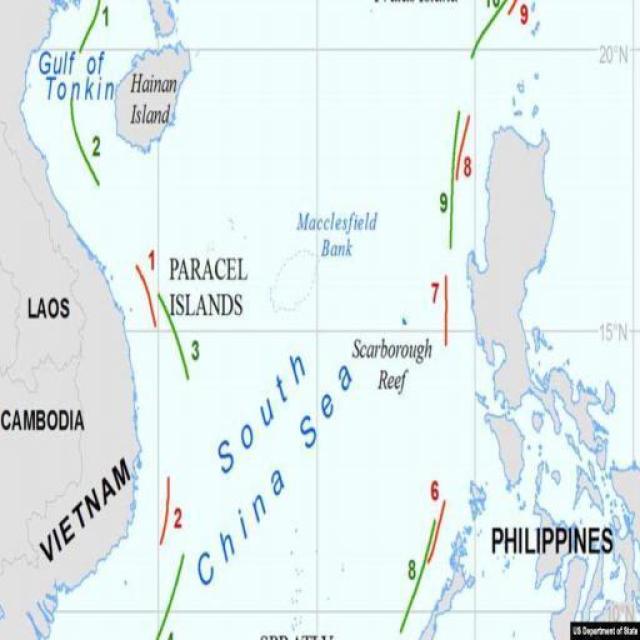 10
9
1
20°N
Gulf of
Tonkin
Hainan
Island
2
8
9
Macclesfield
Bank
1
PARACEL
ISLANDS
7
LAOS
15°N
3
Scarborough
Reef
South
China Sea
CAMBODIA
VIETNAM
2
6
PHILIPPINES
8
US Department of State